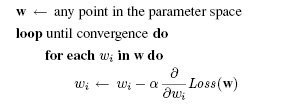 w ← any point in the parameter space
loop until convergence do
for each wᵢ in w do
wᵢ ← wᵢ − α ∂/∂wᵢ Loss(w)